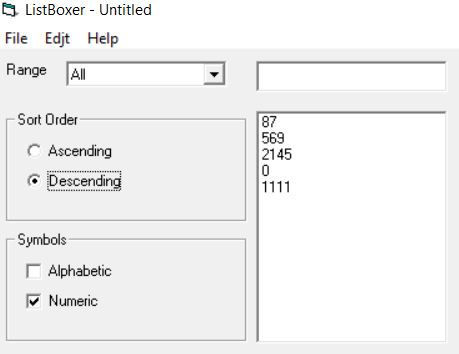 ListBoxer - Untitled
File Edjt Help
Range All
Sort Order
Ascending
Descending
Symbols
Alphabetic
Numeric
87
569
2145
0
1111